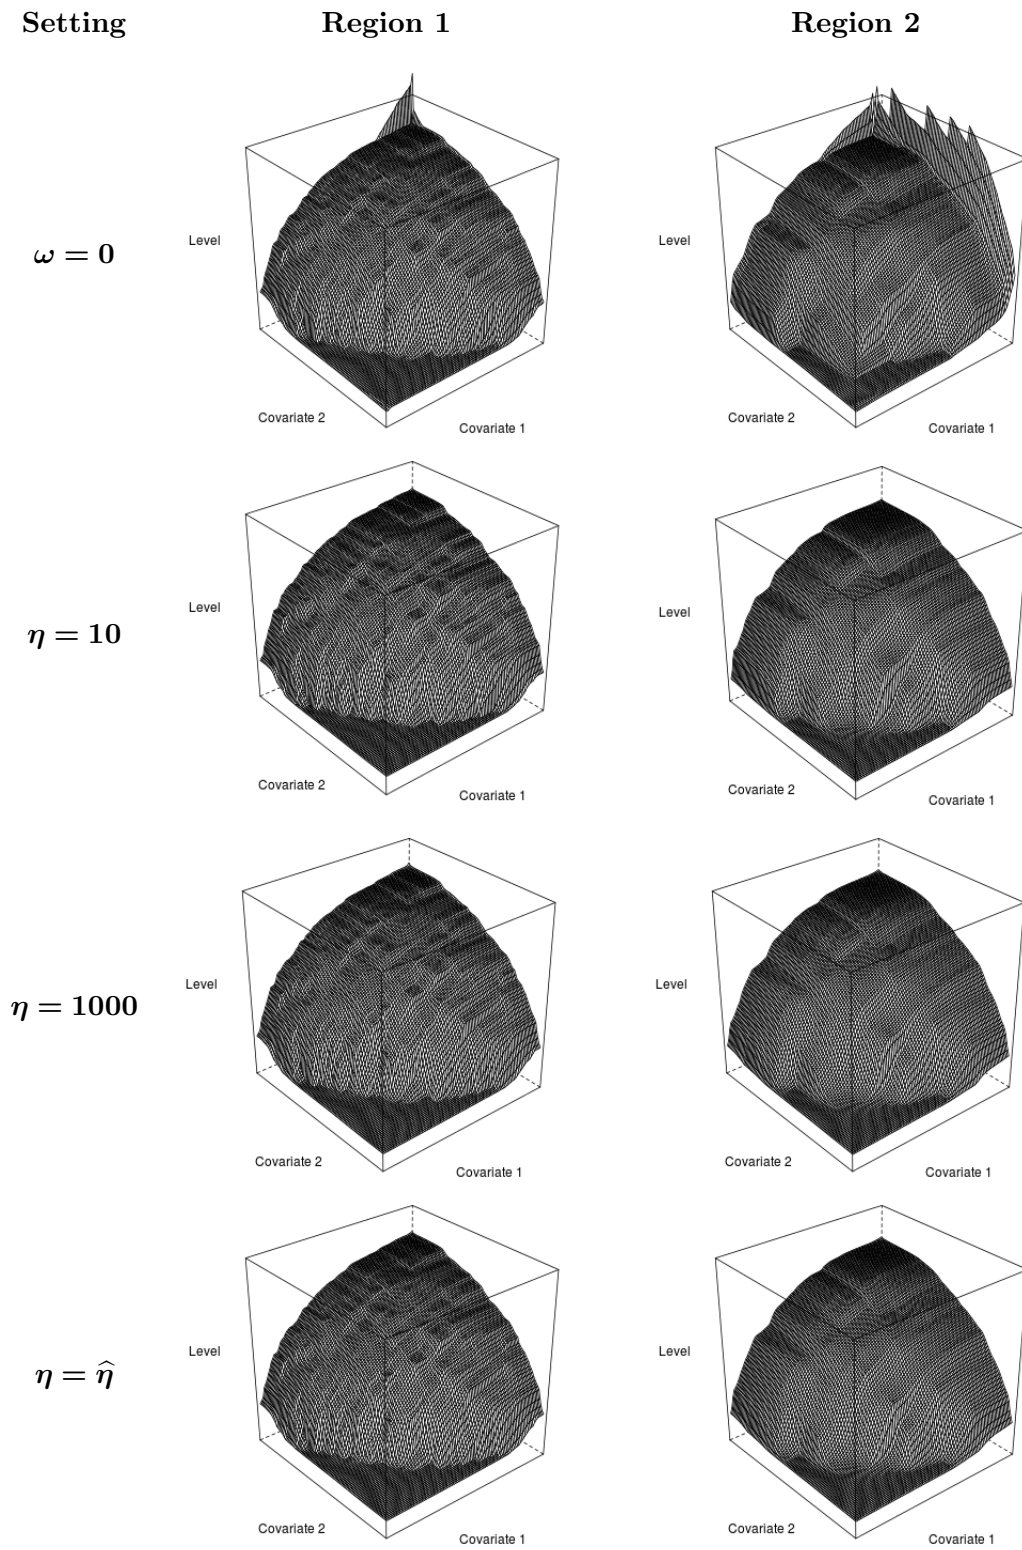 Setting Region 1 Region 2
ω = 0
Level
Covariate 2
Covariate 1
Level
Covariate 2
Covariate 1
η = 10
Level
Covariate 2
Covariate 1
Level
Covariate 2
Covariate 1
η = 1000
Level
Covariate 2
Covariate 1
Level
Covariate 2
Covariate 1
η = η̂
Level
Covariate 2
Covariate 1
Level
Covariate 2
Covariate 1